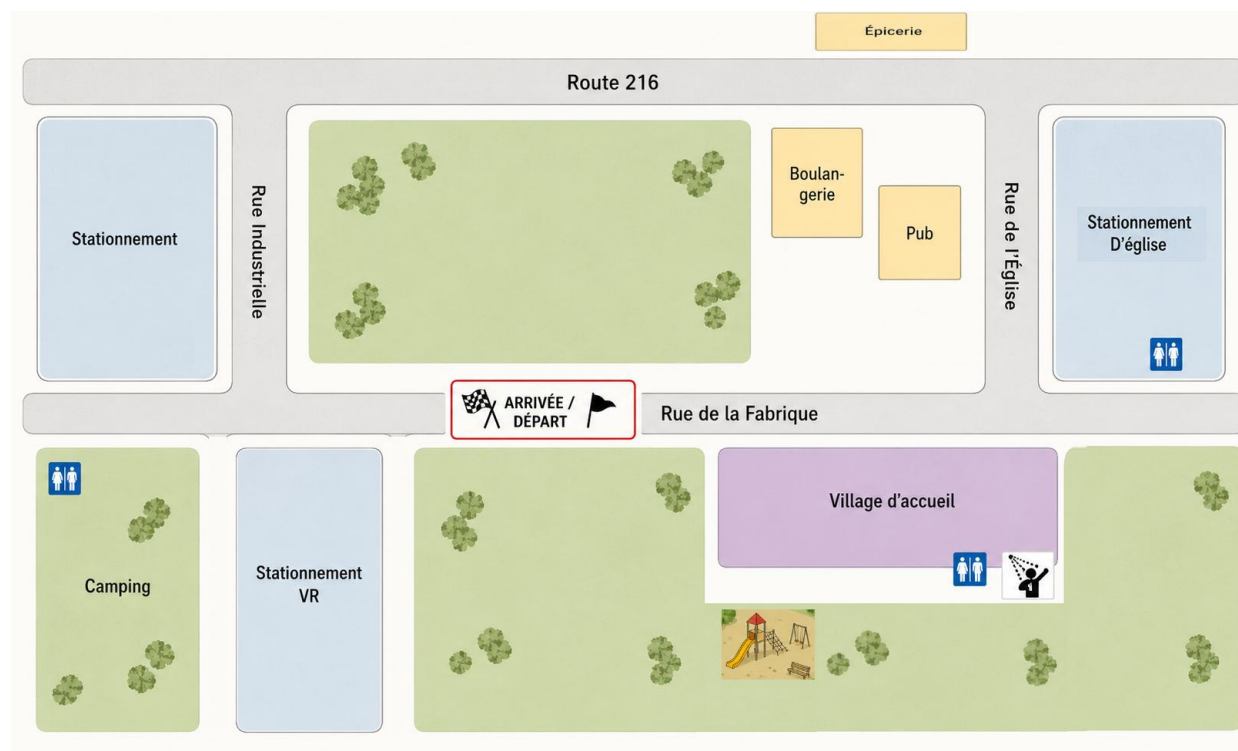 Épicerie
Route 216
Boulan-
gerie
Pub
Rue Industrielle
Rue de l'Église
Stationnement
Stationnement
D'église
ARRIVÉE /
DÉPART
Rue de la Fabrique
Village d'accueil
Camping
Stationnement
VR